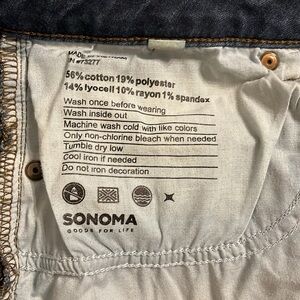 MADE
N #73277
56% cotton 19% polyester
14% lyocell 10% rayon 1% spandex
Wash once before wearing
Wash inside out
Machine wash cold with like colors
Only non-chlorine bleach when needed
Tumble dry low
Cool iron if needed
Do not iron decoration
SONOMA
GOODS FOR LIFE